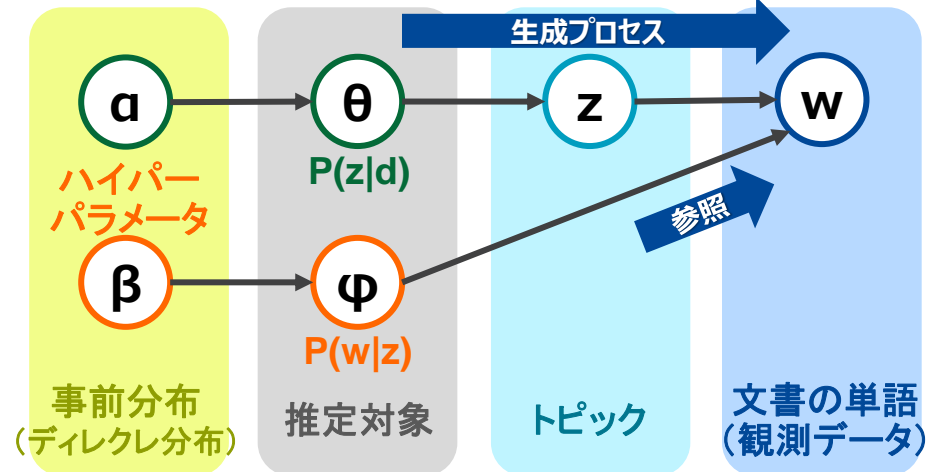 生成プロセス
α
θ
z
w
P(z|d)
ハイパー
パラメータ
参照
β
φ
P(w|z)
事前分布
（ディレクレ分布）
推定対象
トピック
文書の単語
（観測データ）